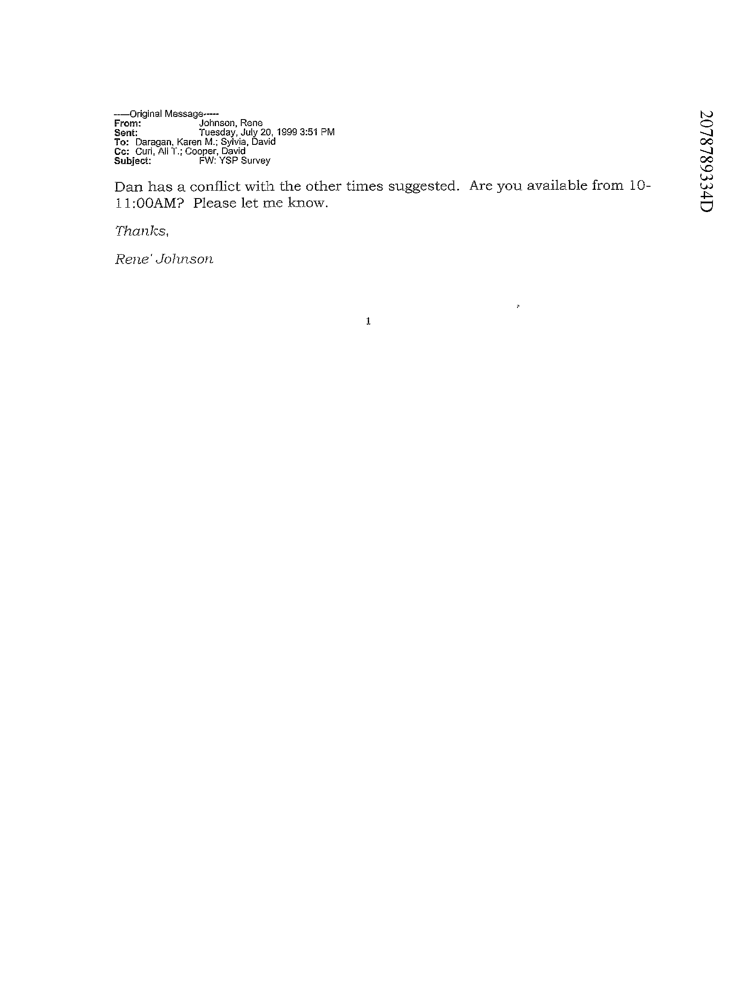 -----Original Message-----
From: Johnson, Rene
Sent: Tuesday, July 20, 1999 3:51 PM
To: Daragan, Karen M.; Sylvia, David
Cc: Curi, Ali T.; Cooper, David
Subject: FW: YSP Survey
Dan has a conflict with the other times suggested. Are you available from 10-
11:00AM? Please let me know.
Thanks,
Rene' Johnson
1
2078789334D